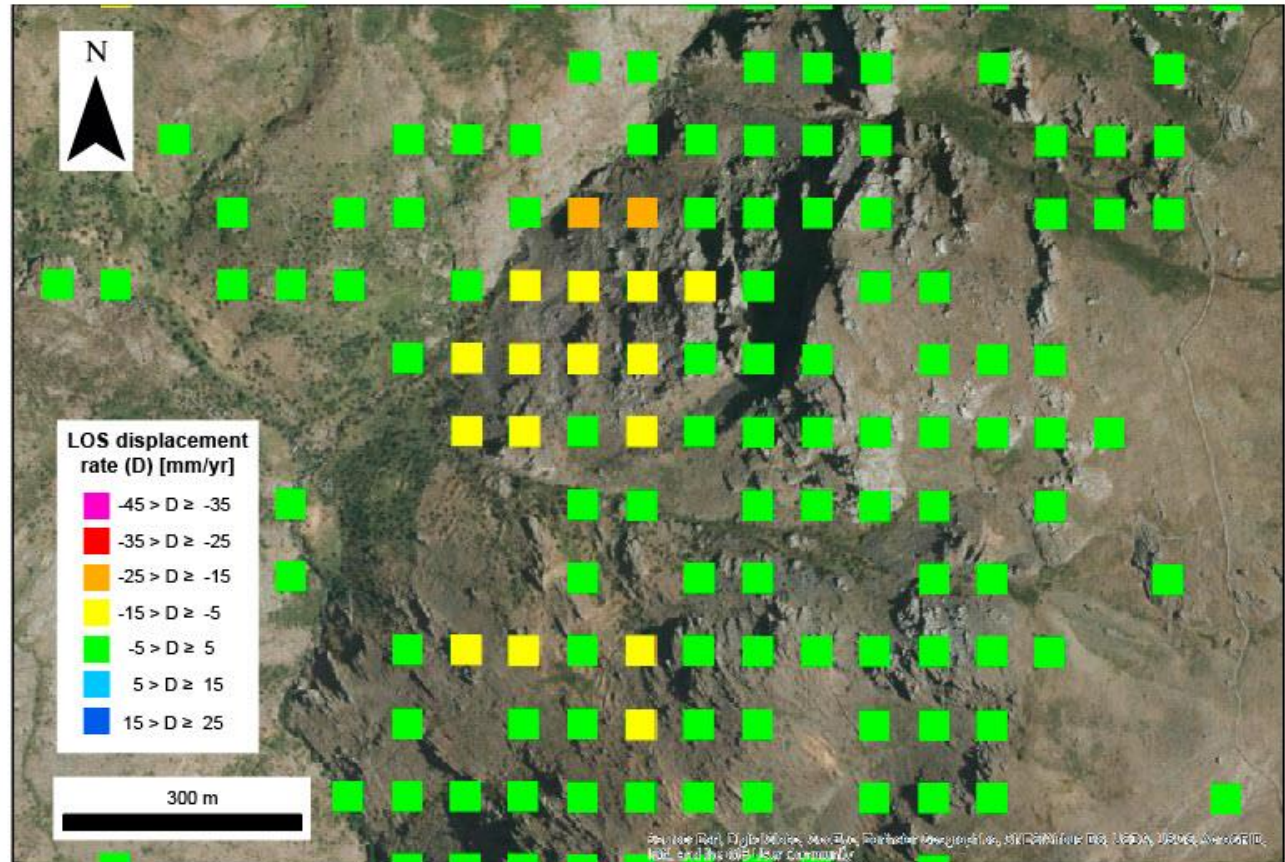 N
LOS displacement
rate (D) [mm/yr]
-45 > D ≥ -35
-35 > D ≥ -25
-25 > D ≥ -15
-15 > D ≥ -5
-5 > D ≥ 5
5 > D ≥ 15
15 > D ≥ 25
300 m